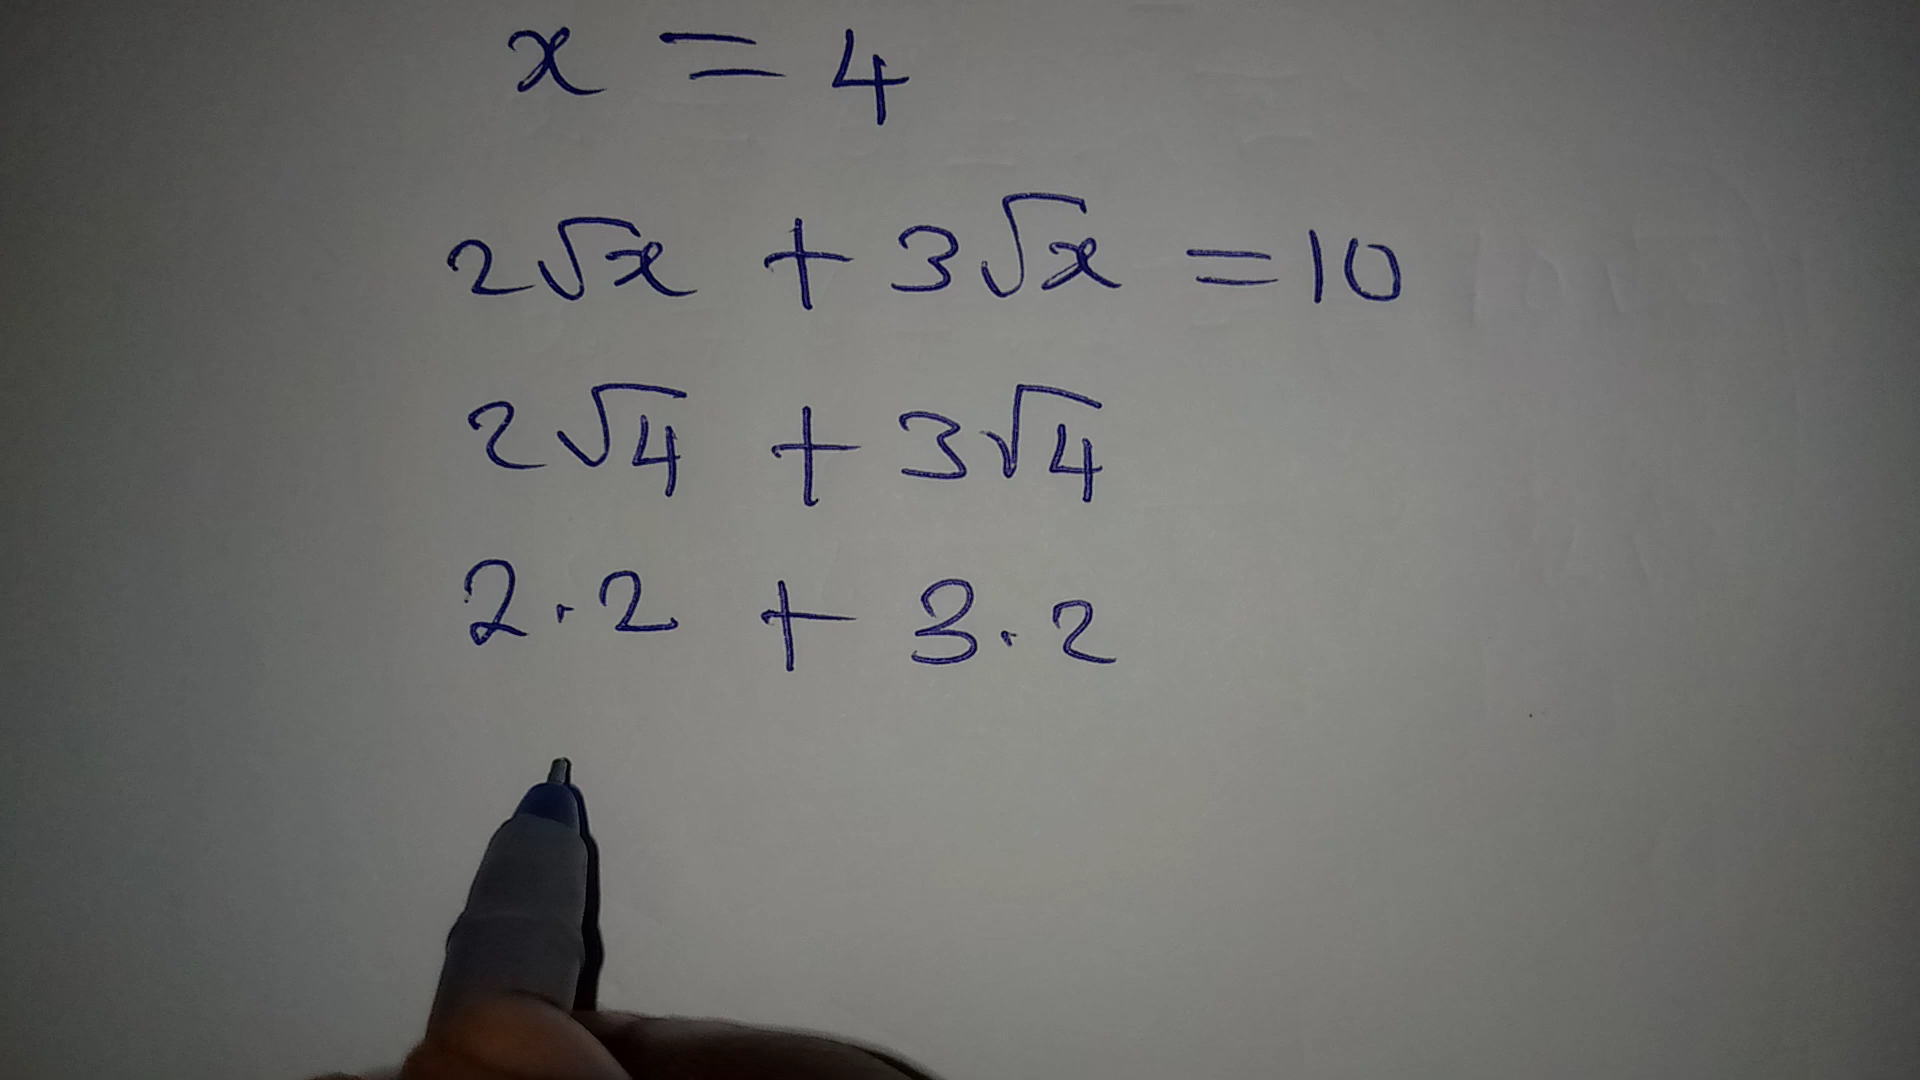 x = 4
2√x + 3√x = 10
2√4 + 3√4
2·2 + 3·2